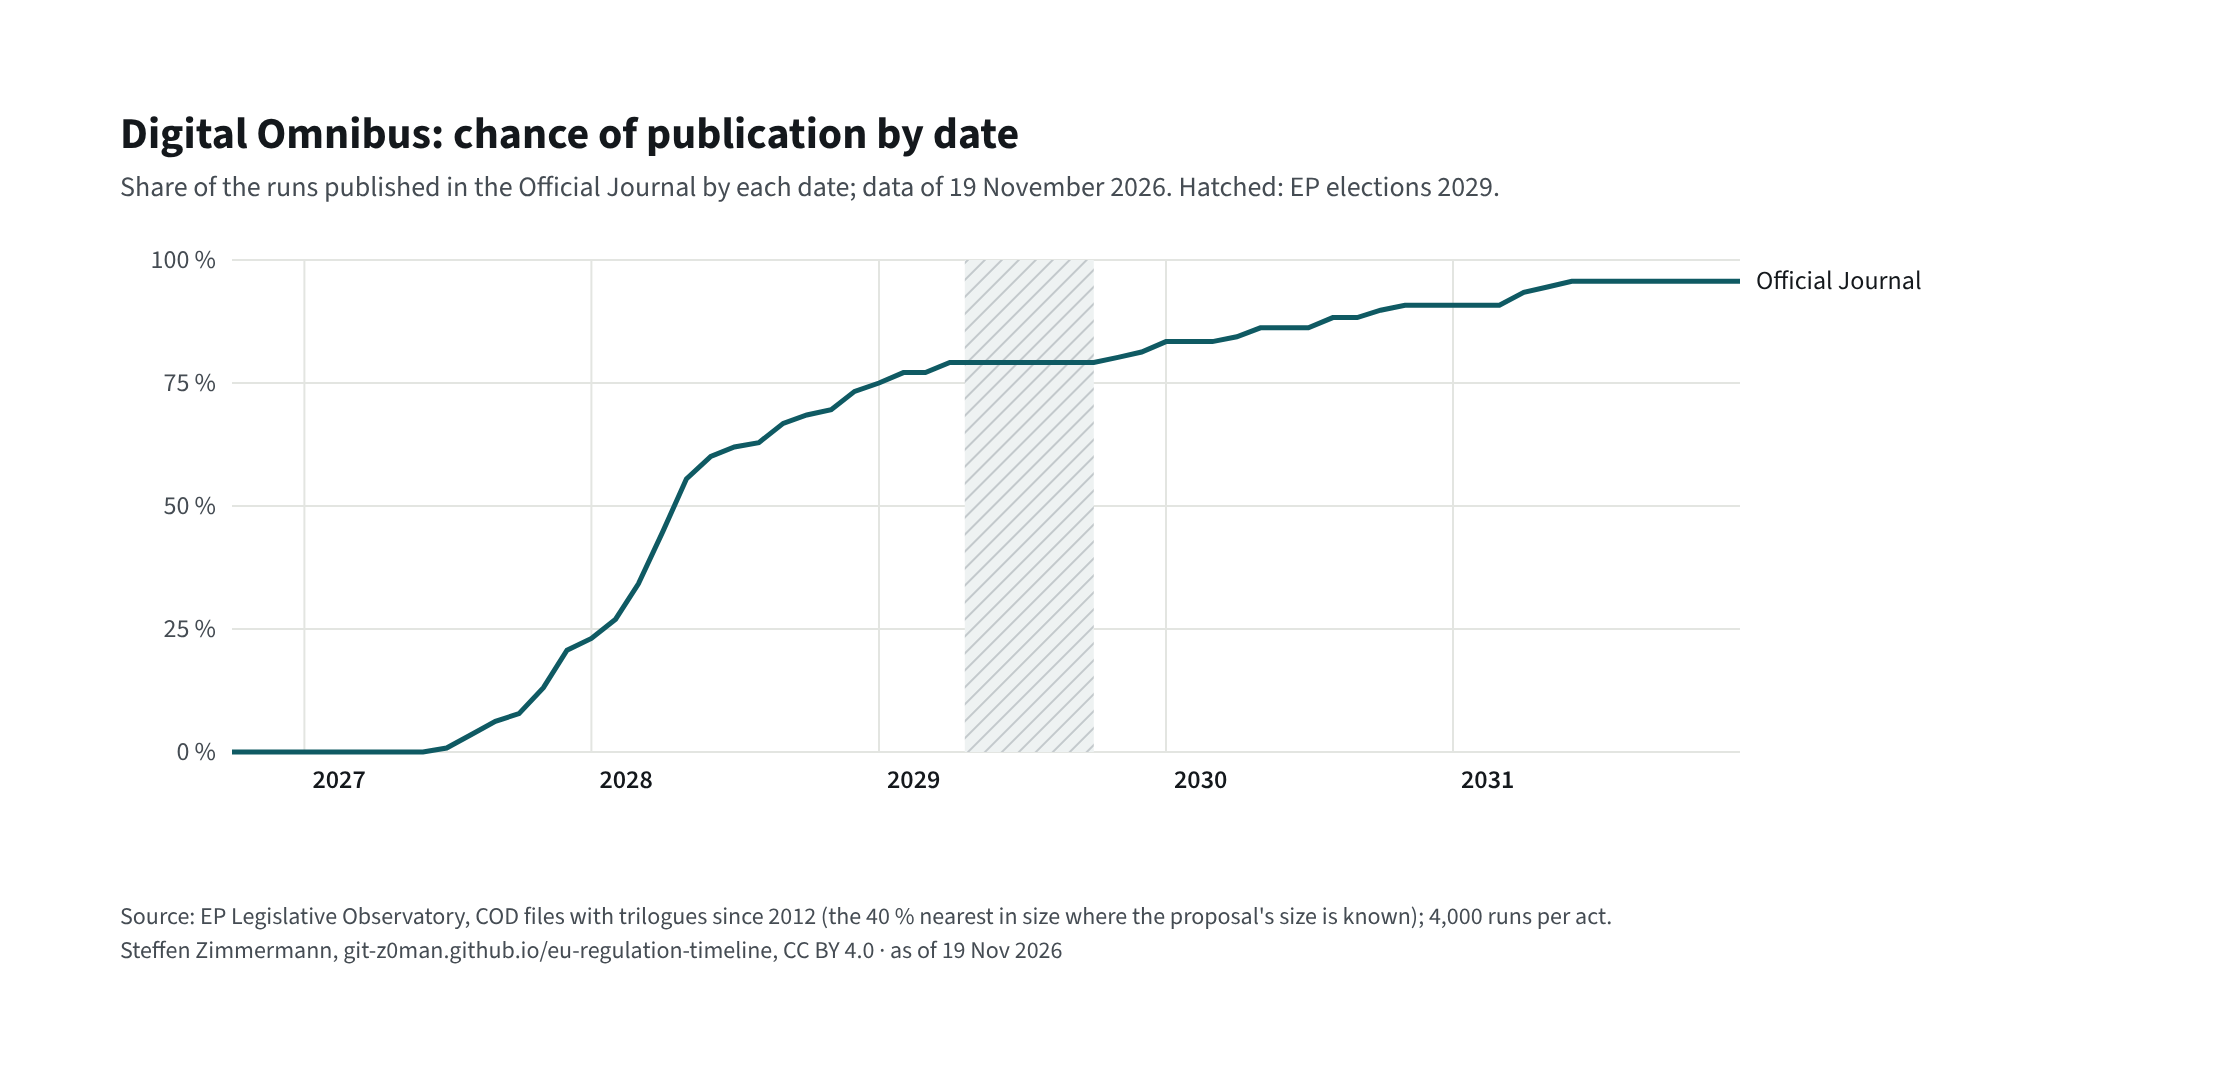 Digital Omnibus: chance of publication by date
Share of the runs published in the Official Journal by each date; data of 19 November 2026. Hatched: EP elections 2029.
100 %
Official Journal
75 %
50 %
25 %
0 %
2027 2028 2029 2030 2031
Source: EP Legislative Observatory, COD files with trilogues since 2012 (the 40 % nearest in size where the proposal's size is known); 4,000 runs per act.
Steffen Zimmermann, git-z0man.github.io/eu-regulation-timeline, CC BY 4.0 · as of 19 Nov 2026